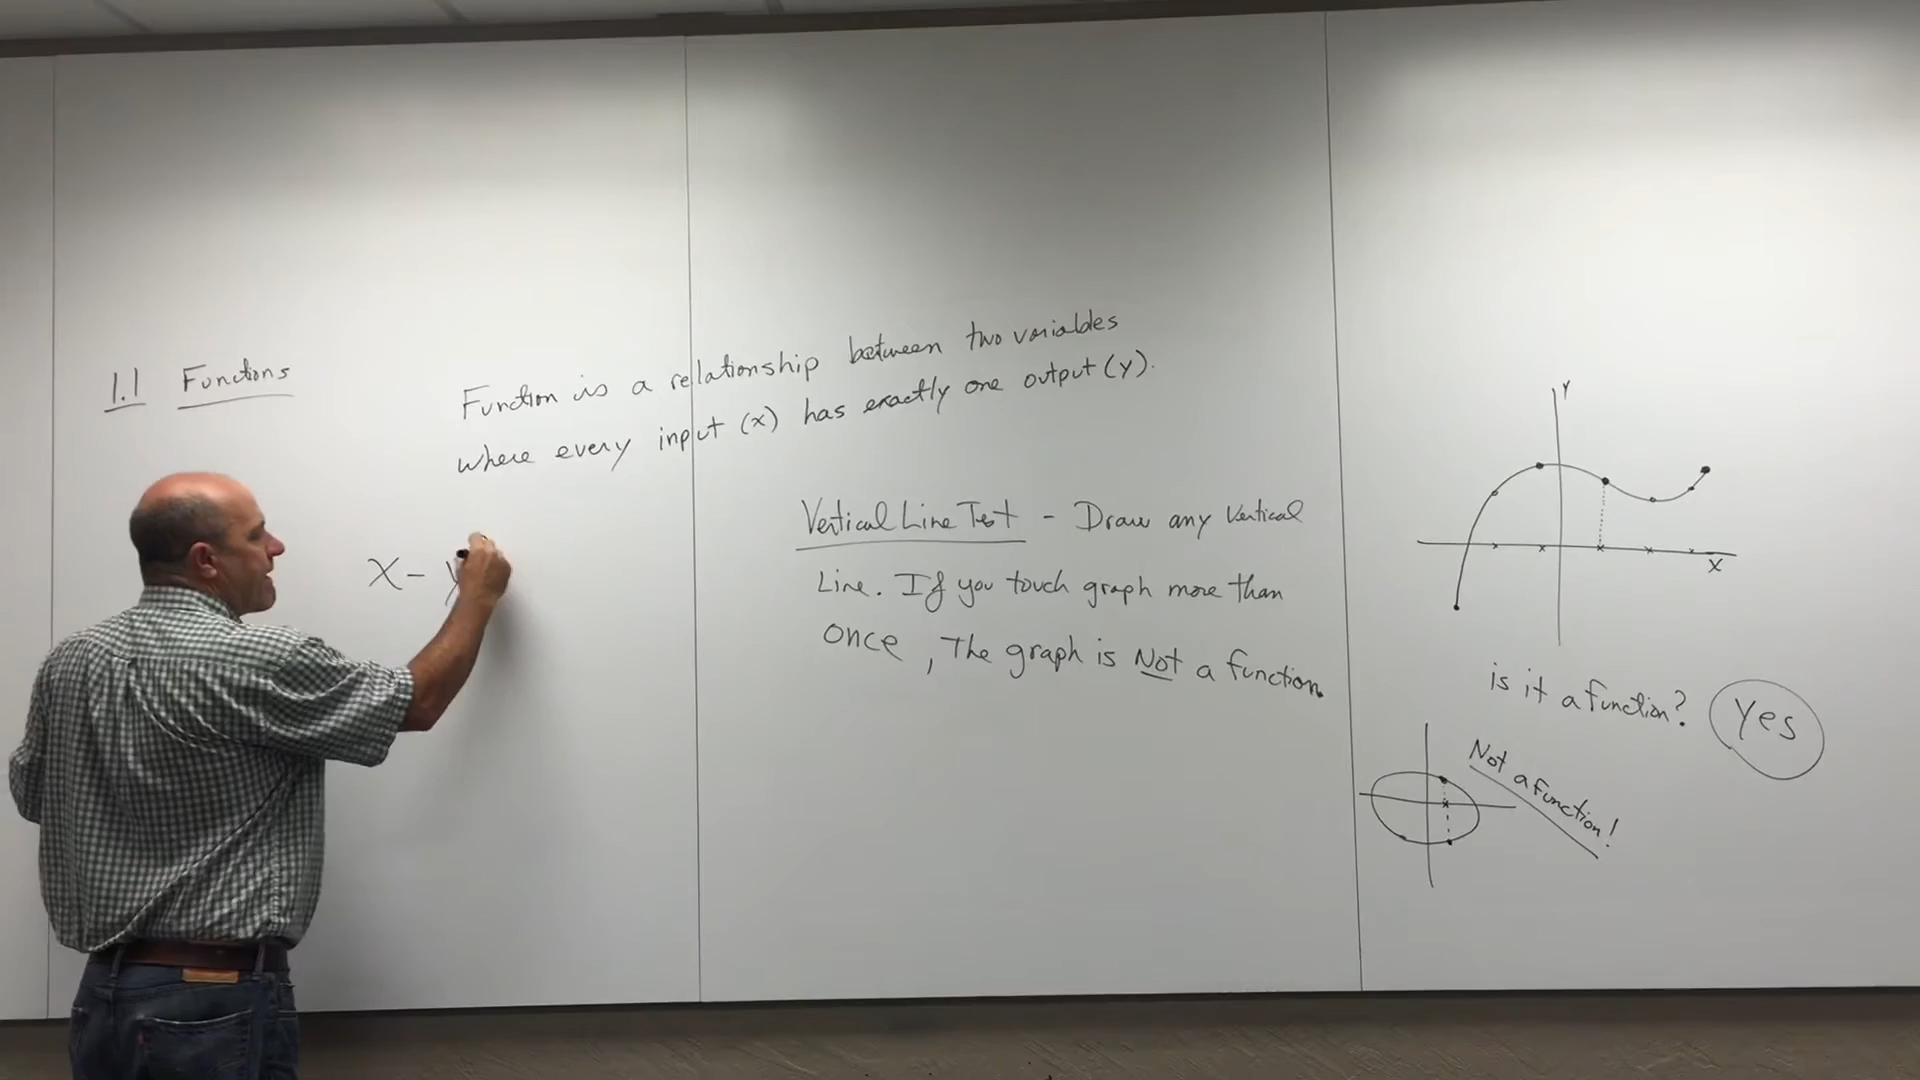 1.1 Functions
Function is a relationship between two variables
where every input (x) has exactly one output (y).
x - y
Vertical Line Test - Draw any vertical
Line. If you touch graph more than
once, The graph is Not a function.
Y
X
is it a function? Yes
Not a function!